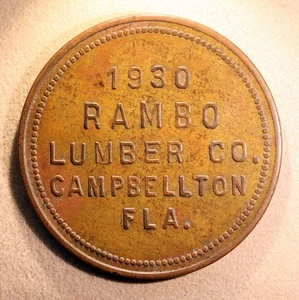 1930
RAMBO
LUMBER CO.
CAMPBELLTON
FLA.